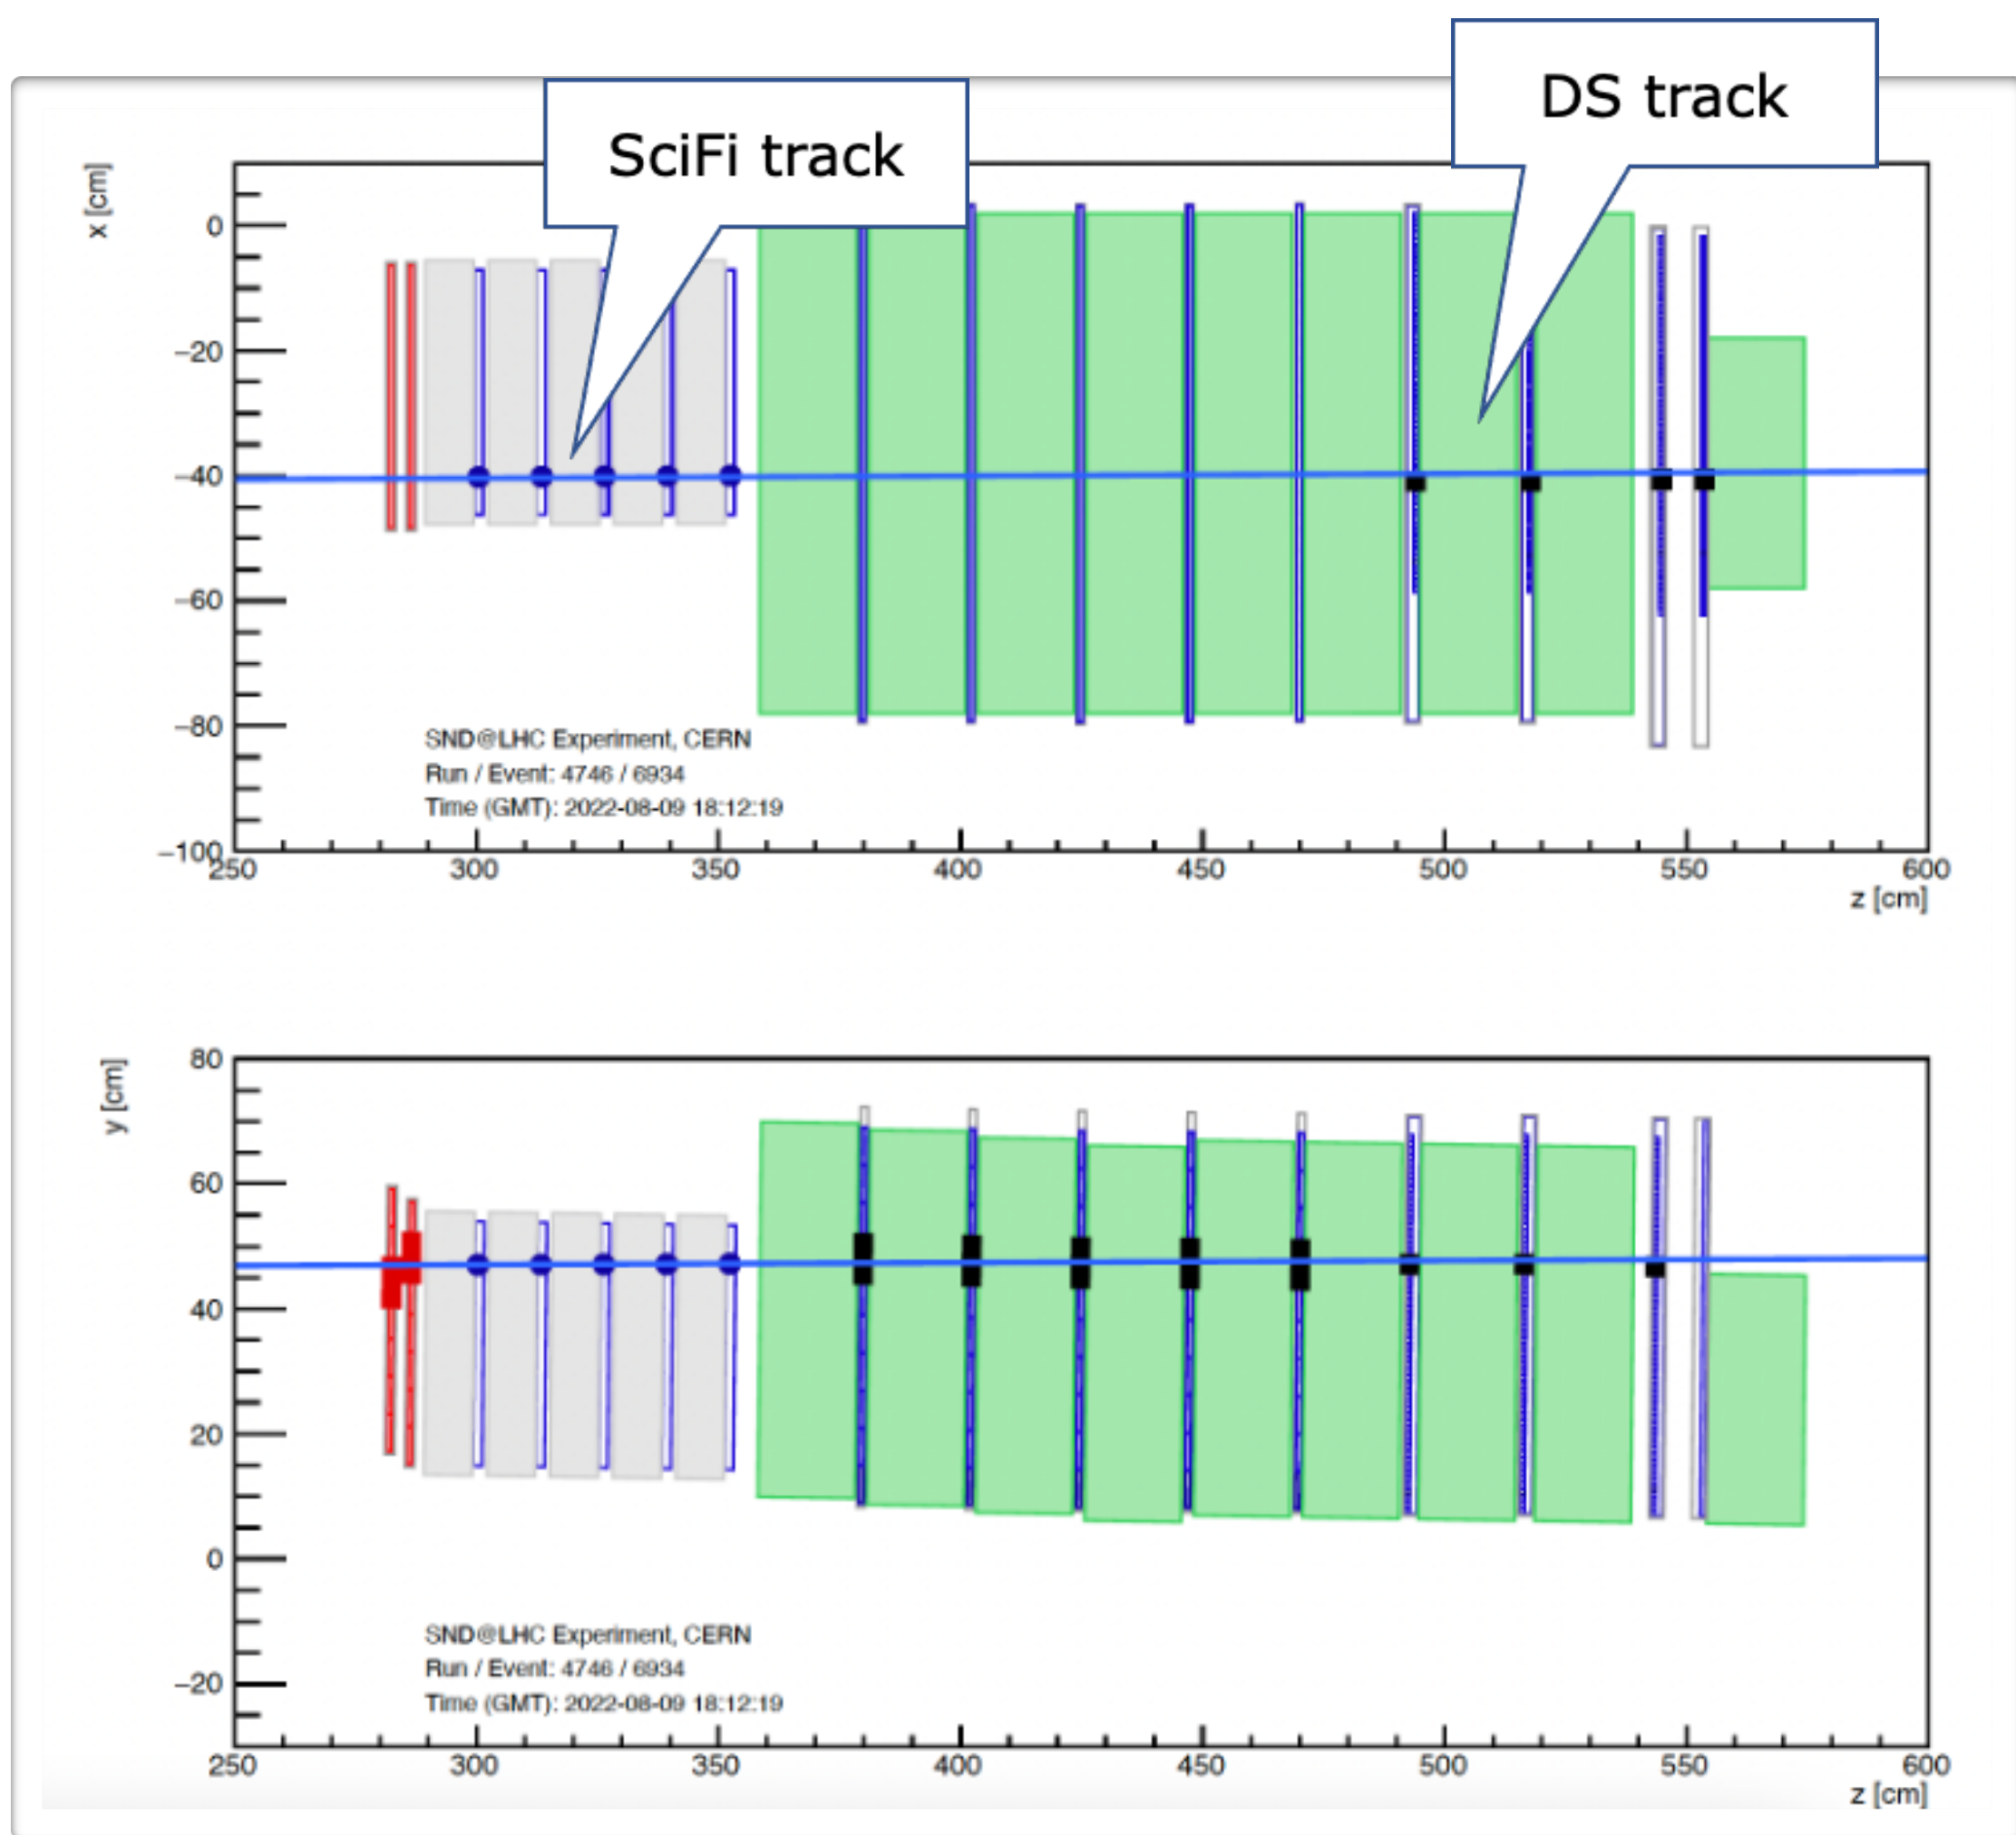 DS track
SciFi track
x [cm]
0
−20
−40
−60
−80
−100
SND@LHC Experiment, CERN
Run / Event: 4746 / 6934
Time (GMT): 2022-08-09 18:12:19
250 300 350 400 450 500 550 600
z [cm]
y [cm]
80
60
40
20
0
−20
SND@LHC Experiment, CERN
Run / Event: 4746 / 6934
Time (GMT): 2022-08-09 18:12:19
250 300 350 400 450 500 550 600
z [cm]